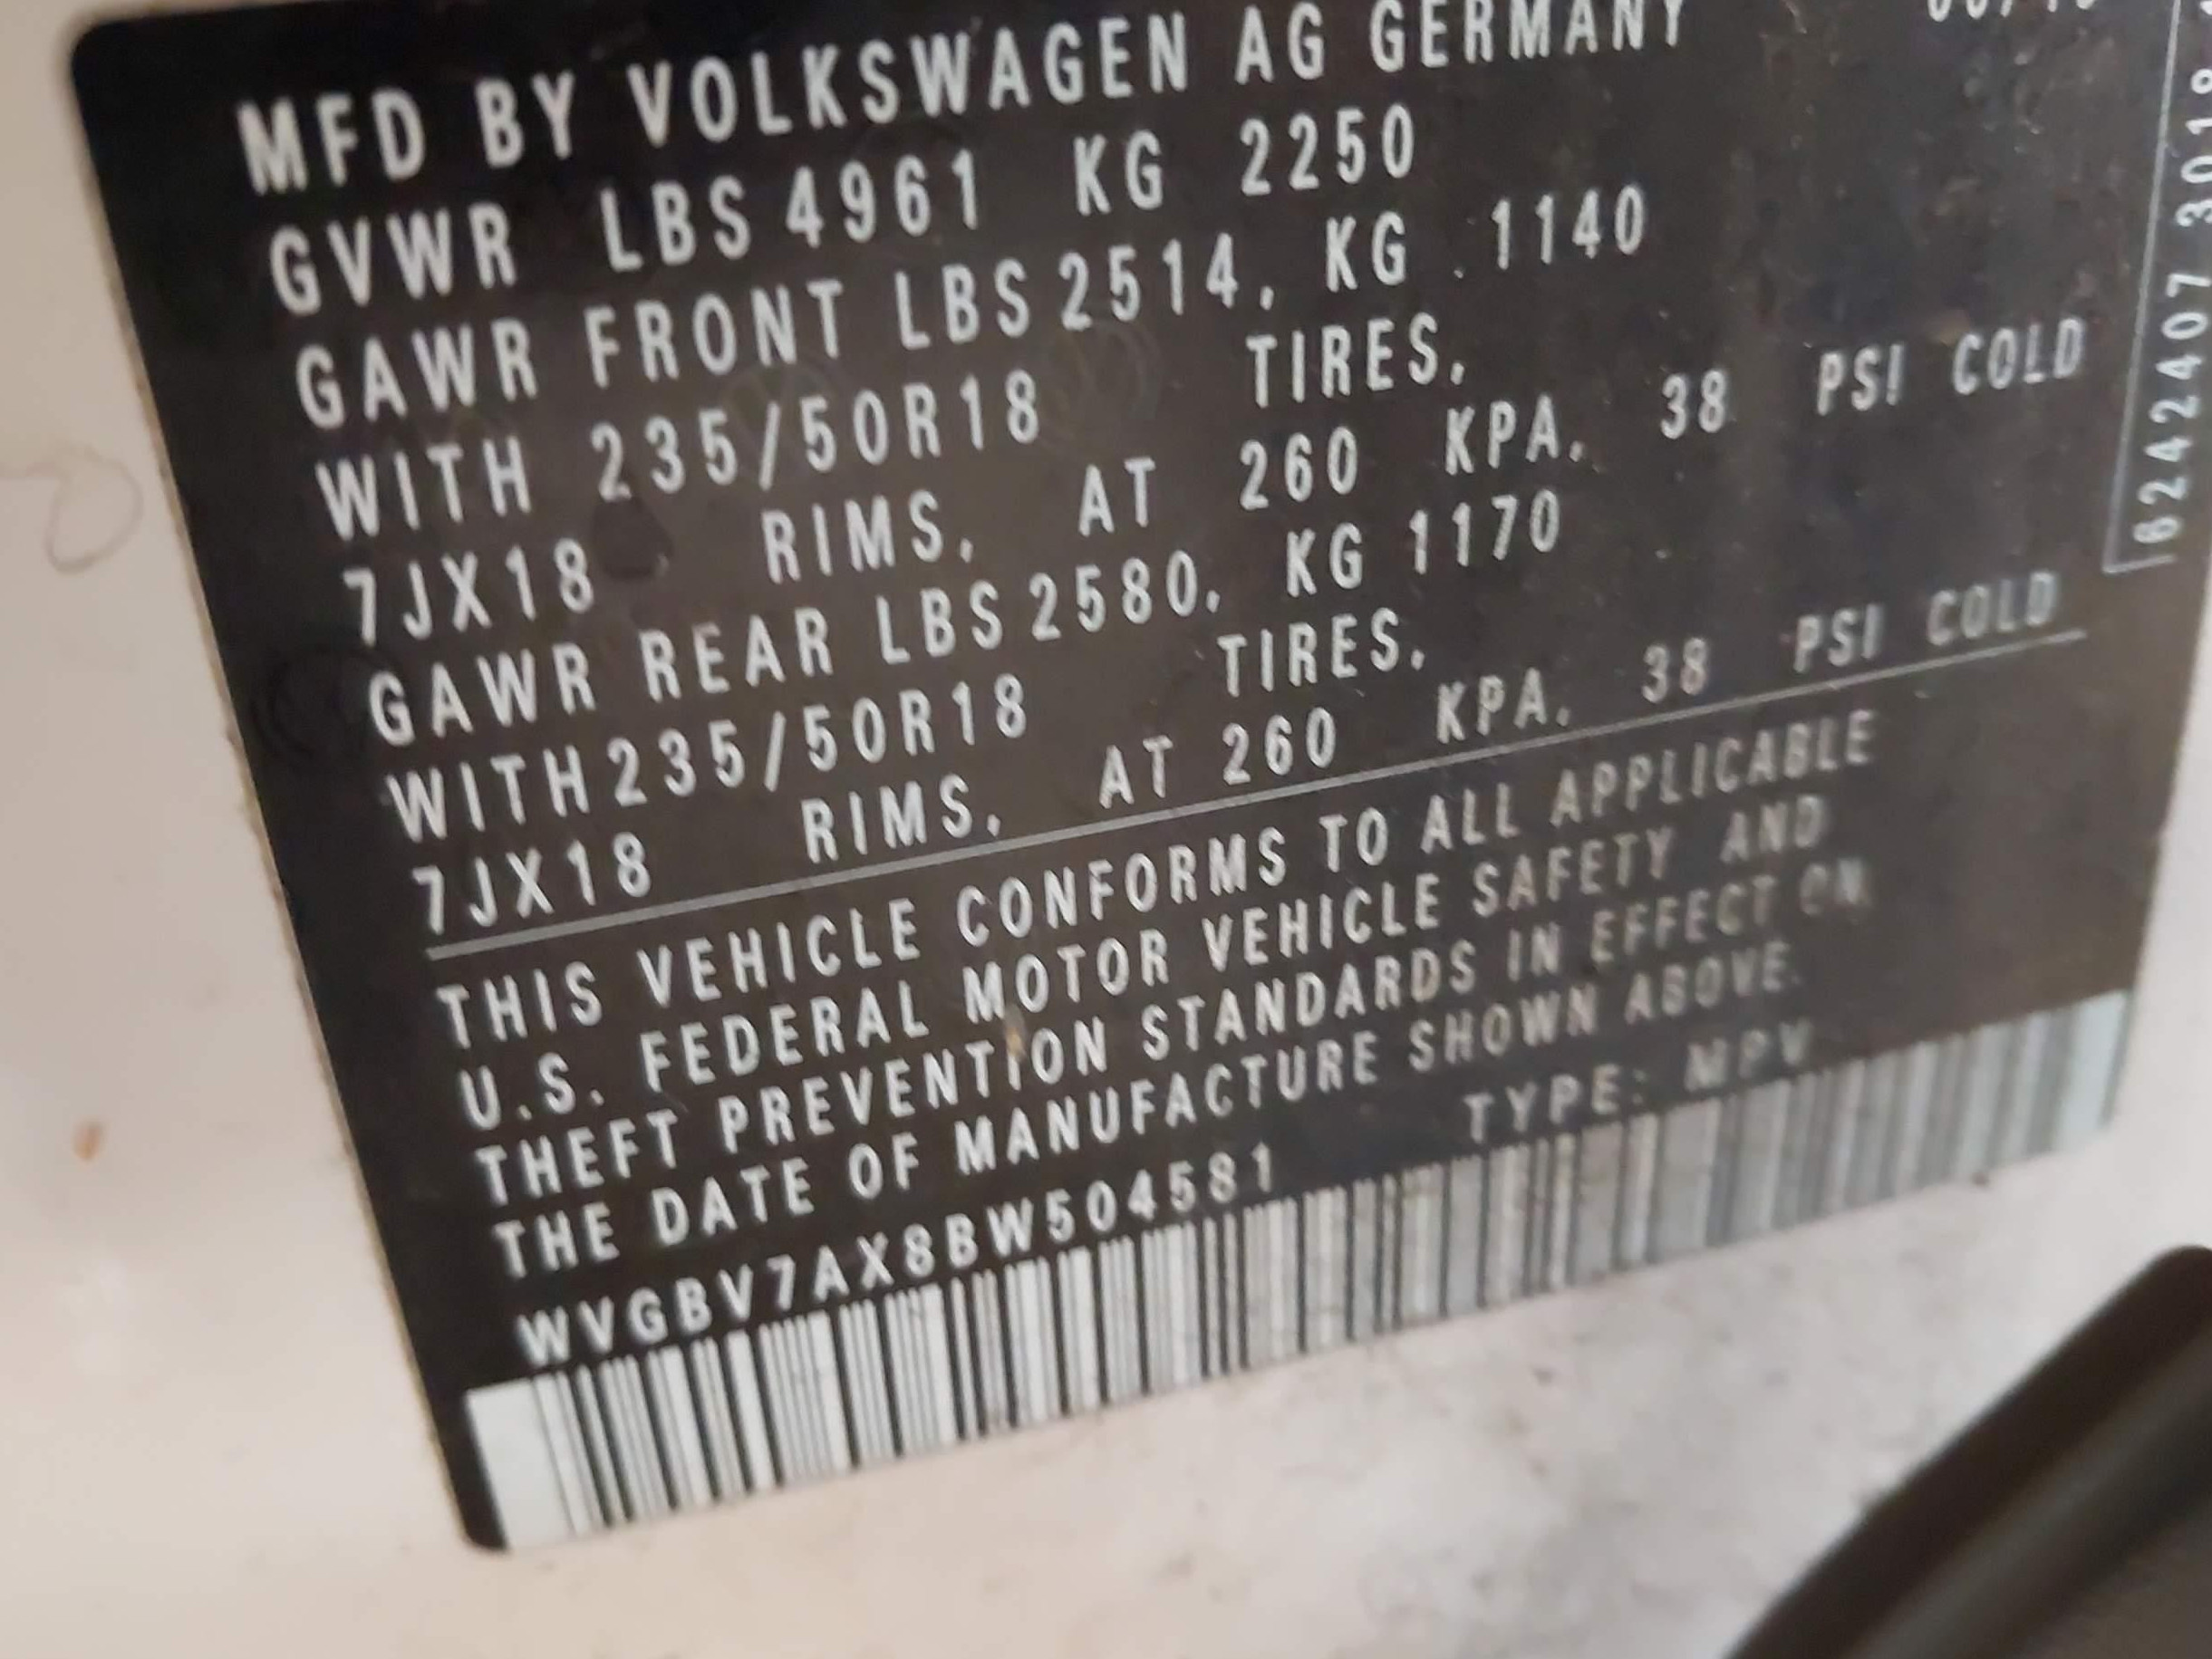 MFD BY VOLKSWAGEN AG GERMANY
GVWR LBS 4961 KG 2250
GAWR FRONT LBS 2514, KG 1140
WITH 235/50R18 TIRES,
7JX18 RIMS, AT 260 KPA, 38 PSI COLD
GAWR REAR LBS 2580, KG 1170
WITH 235/50R18 TIRES,
7JX18 RIMS, AT 260 KPA, 38 PSI COLD
THIS VEHICLE CONFORMS TO ALL APPLICABLE
U.S. FEDERAL MOTOR VEHICLE SAFETY AND
THEFT PREVENTION STANDARDS IN EFFECT ON
THE DATE OF MANUFACTURE SHOWN ABOVE.
WVGBV7AX8BW504581 TYPE: MPV